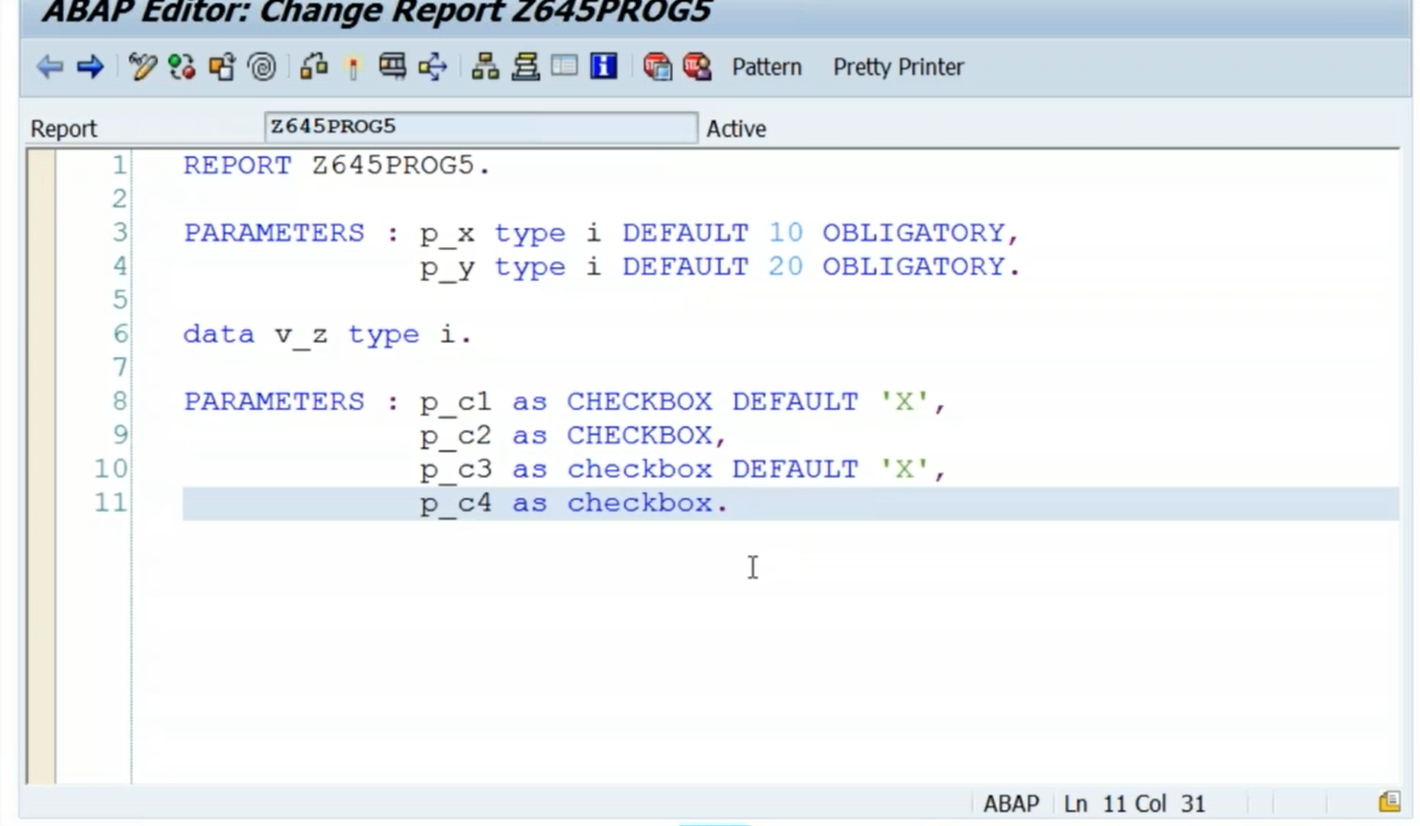 ABAP Editor: Change Report Z645PROG5
Pattern Pretty Printer
Report Z645PROG5 Active
1 REPORT Z645PROG5.
2
3 PARAMETERS : p_x type i DEFAULT 10 OBLIGATORY,
4 p_y type i DEFAULT 20 OBLIGATORY.
5
6 data v_z type i.
7
8 PARAMETERS : p_c1 as CHECKBOX DEFAULT 'X',
9 p_c2 as CHECKBOX,
10 p_c3 as checkbox DEFAULT 'X',
11 p_c4 as checkbox.
ABAP Ln 11 Col 31